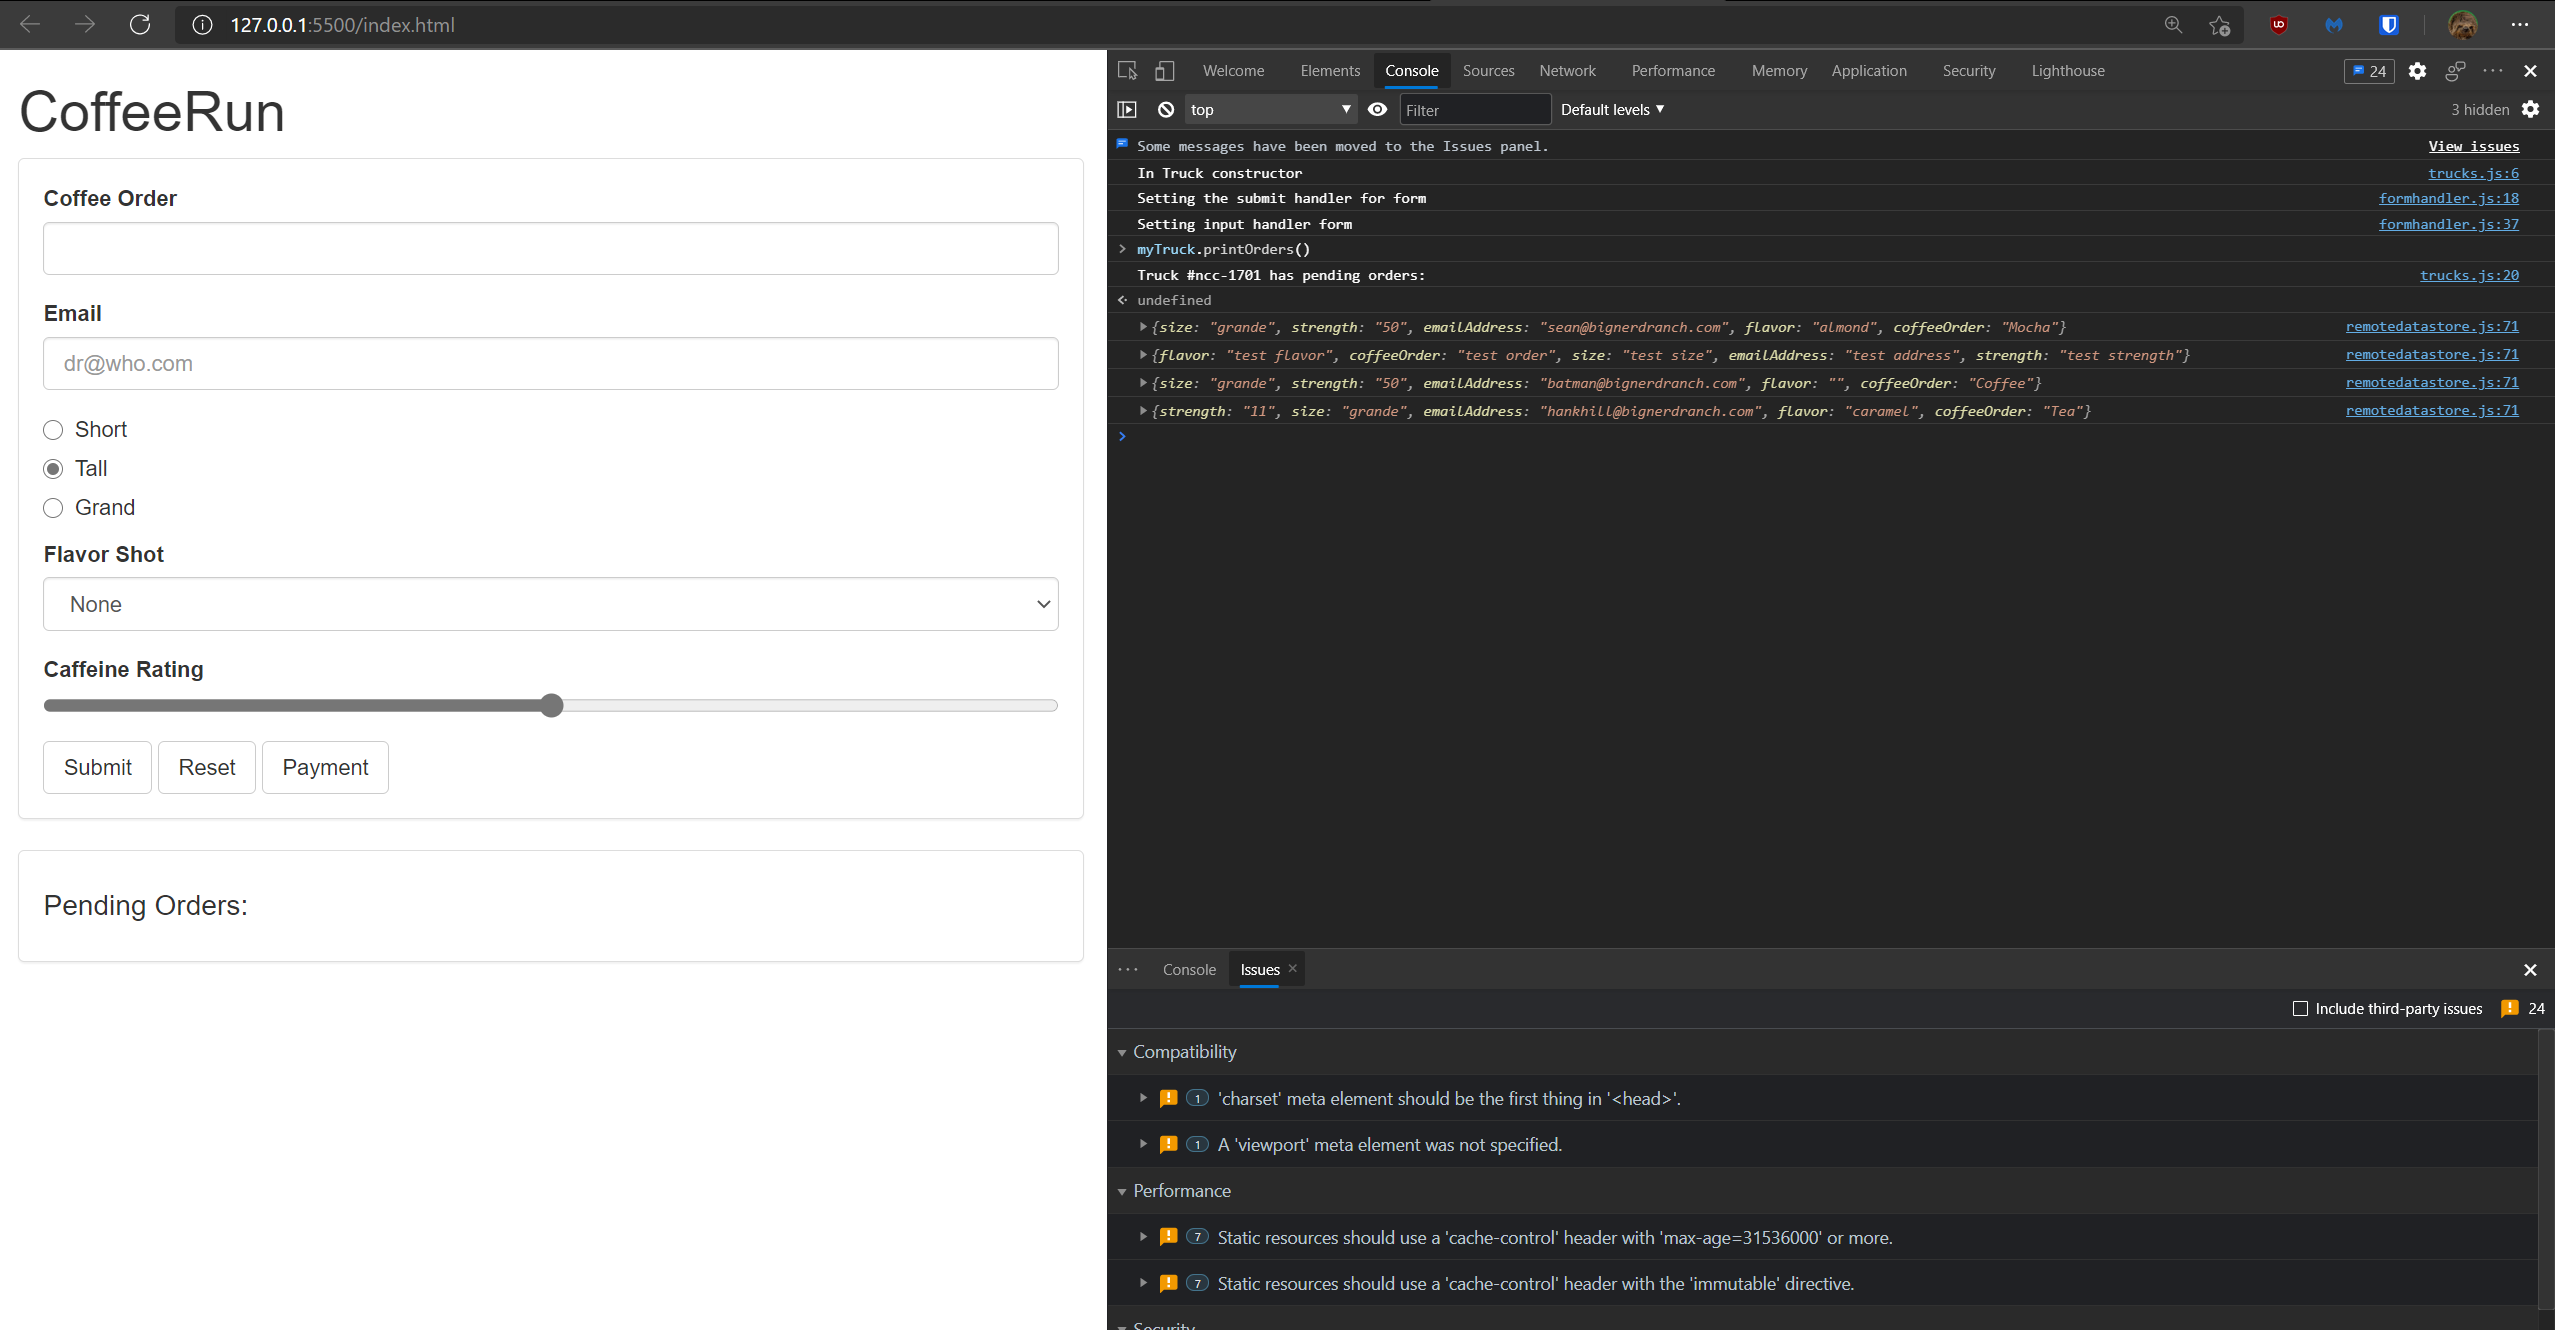 127.0.0.1:5500/index.html
CoffeeRun
Coffee Order
Email
dr@who.com
Short
Tall
Grand
Flavor Shot
None
Caffeine Rating
Submit Reset Payment
Pending Orders:
Welcome Elements Console Sources Network Performance Memory Application Security Lighthouse 24
top Filter Default levels 3 hidden
Some messages have been moved to the Issues panel. View issues
In Truck constructor trucks.js:6
Setting the submit handler for form formhandler.js:18
Setting input handler form formhandler.js:37
myTruck.printOrders()
Truck #ncc-1701 has pending orders: trucks.js:20
undefined
{size: "grande", strength: "50", emailAddress: "sean@bignerdranch.com", flavor: "almond", coffeeOrder: "Mocha"} remotedatastore.js:71
{flavor: "test flavor", coffeeOrder: "test order", size: "test size", emailAddress: "test address", strength: "test strength"} remotedatastore.js:71
{size: "grande", strength: "50", emailAddress: "batman@bignerdranch.com", flavor: "", coffeeOrder: "Coffee"} remotedatastore.js:71
{strength: "11", size: "grande", emailAddress: "hankhill@bignerdranch.com", flavor: "caramel", coffeeOrder: "Tea"} remotedatastore.js:71
Console Issues
Include third-party issues 24
Compatibility
1 'charset' meta element should be the first thing in '<head>'.
1 A 'viewport' meta element was not specified.
Performance
7 Static resources should use a 'cache-control' header with 'max-age=31536000' or more.
7 Static resources should use a 'cache-control' header with the 'immutable' directive.
Security